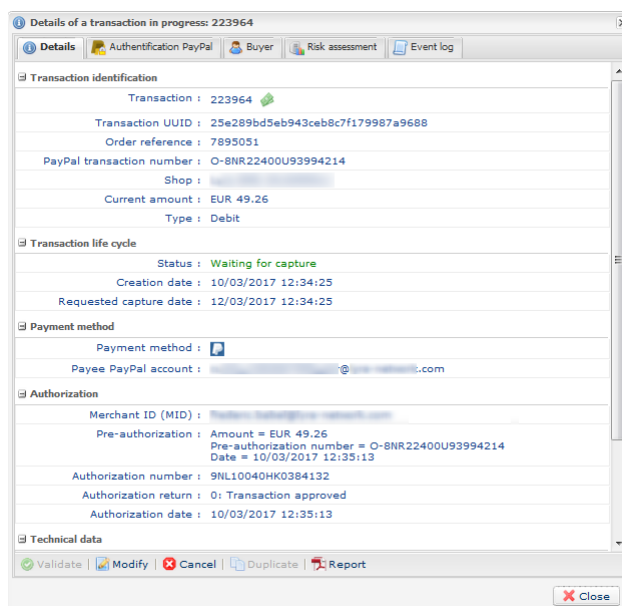 Details of a transaction in progress: 223964
Details Authentification PayPal Buyer Risk assessment Event log
Transaction identification
Transaction : 223964
Transaction UUID : 25e289bd5eb943ceb8c7f179987a9688
Order reference : 7895051
PayPal transaction number : O-8NR22400U93994214
Shop :
Current amount : EUR 49.26
Type : Debit
Transaction life cycle
Status : Waiting for capture
Creation date : 10/03/2017 12:34:25
Requested capture date : 12/03/2017 12:34:25
Payment method
Payment method :
Payee PayPal account : @ .com
Authorization
Merchant ID (MID) :
Pre-authorization : Amount = EUR 49.26
Pre-authorization number = O-8NR22400U93994214
Date = 10/03/2017 12:35:13
Authorization number : 9NL10040HK0384132
Authorization return : 0: Transaction approved
Authorization date : 10/03/2017 12:35:13
Technical data
Validate | Modify | Cancel | Duplicate | Report
Close